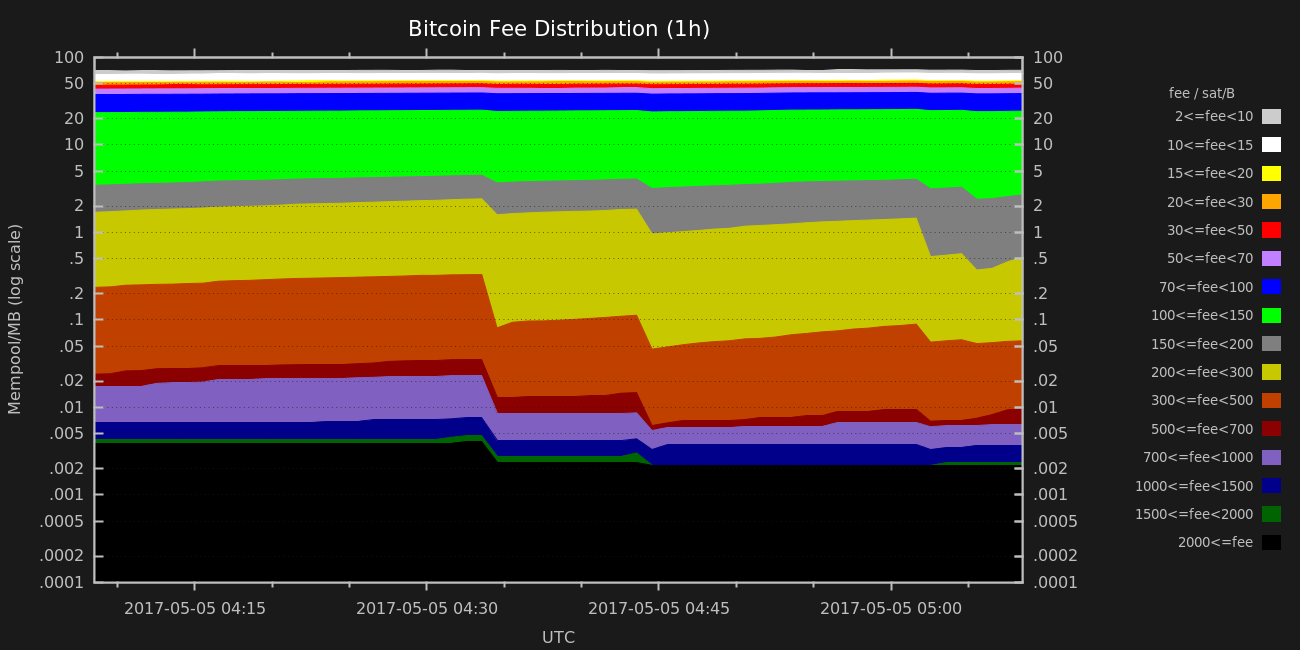 Bitcoin Fee Distribution (1h)
100
50
20
10
5
2
1
.5
.2
.1
.05
.02
.01
.005
.002
.001
.0005
.0002
.0001
Mempool/MB (log scale)
100
50
20
10
5
2
1
.5
.2
.1
.05
.02
.01
.005
.002
.001
.0005
.0002
.0001
2017-05-05 04:15
2017-05-05 04:30
2017-05-05 04:45
2017-05-05 05:00
UTC
fee / sat/B
2<=fee<10
10<=fee<15
15<=fee<20
20<=fee<30
30<=fee<50
50<=fee<70
70<=fee<100
100<=fee<150
150<=fee<200
200<=fee<300
300<=fee<500
500<=fee<700
700<=fee<1000
1000<=fee<1500
1500<=fee<2000
2000<=fee